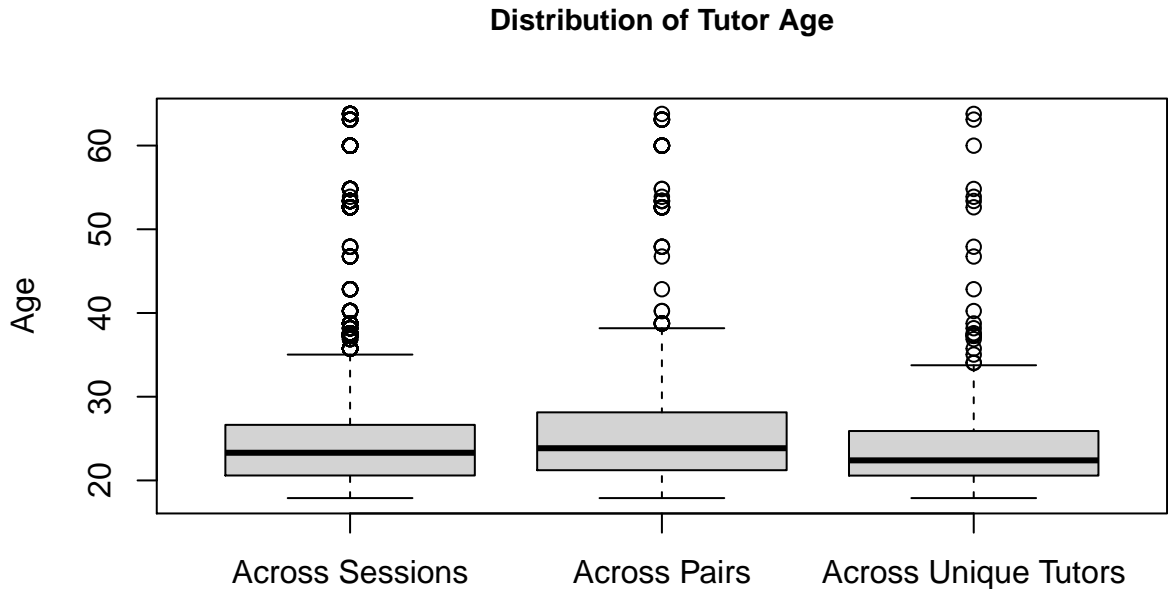 Distribution of Tutor Age
Age
60
50
40
30
20
Across Sessions
Across Pairs
Across Unique Tutors